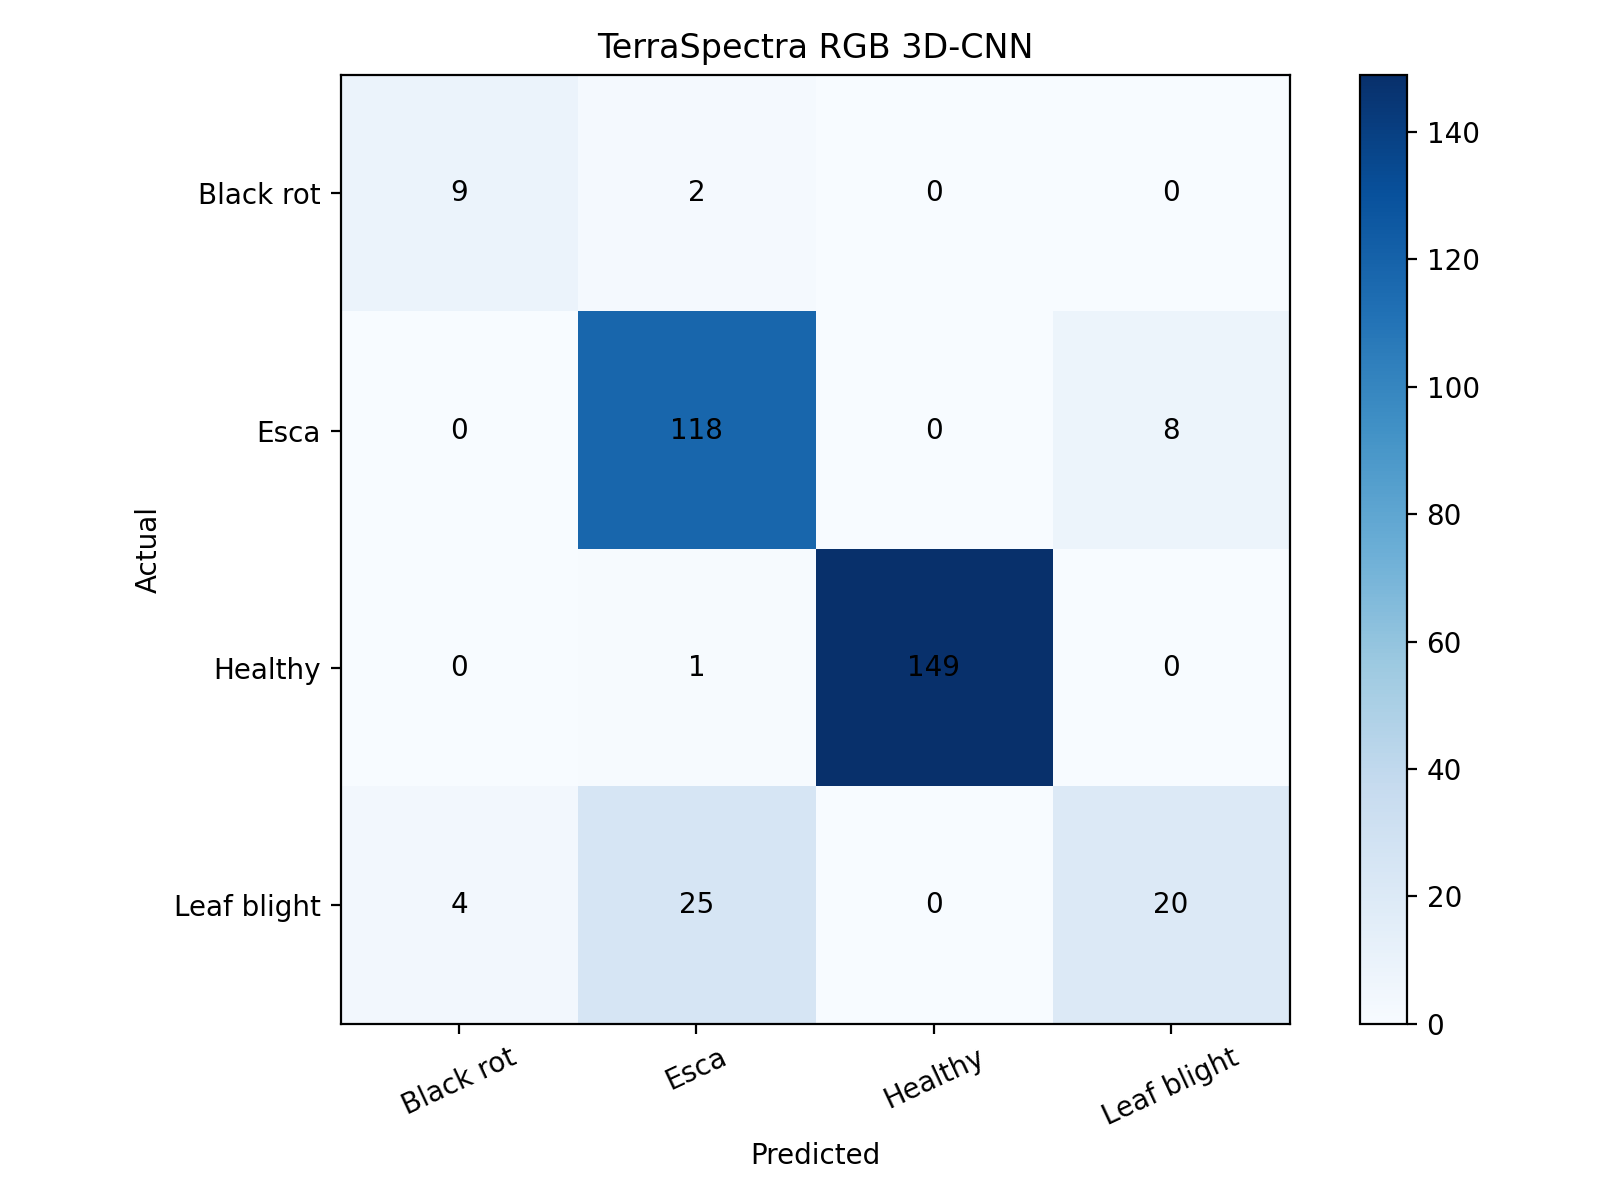 TerraSpectra RGB 3D-CNN
Actual
Black rot 9 2 0 0
Esca 0 118 0 8
Healthy 0 1 149 0
Leaf blight 4 25 0 20
Black rot Esca Healthy Leaf blight
Predicted
140
120
100
80
60
40
20
0